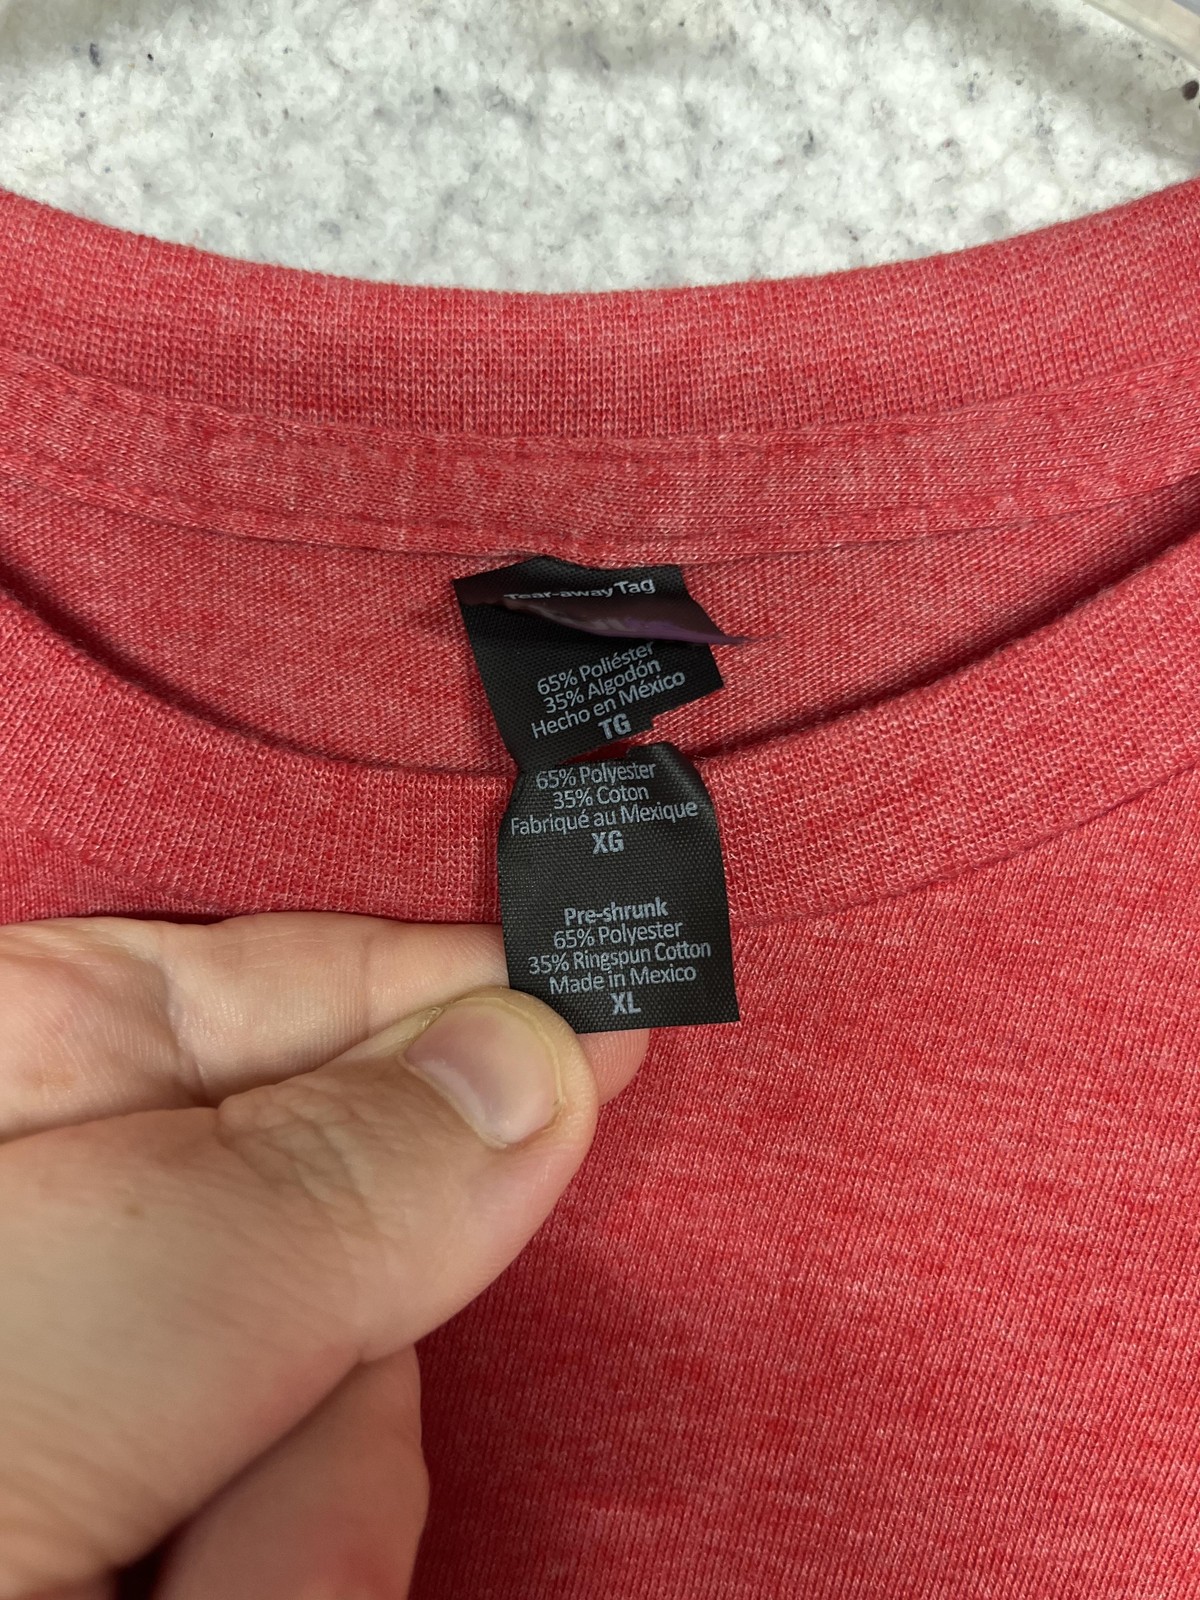 Tear-away Tag
65% Poliéster
35% Algodón
Hecho en México
TG
65% Polyester
35% Coton
Fabriqué au Mexique
XG
Pre-shrunk
65% Polyester
35% Ringspun Cotton
Made in Mexico
XL